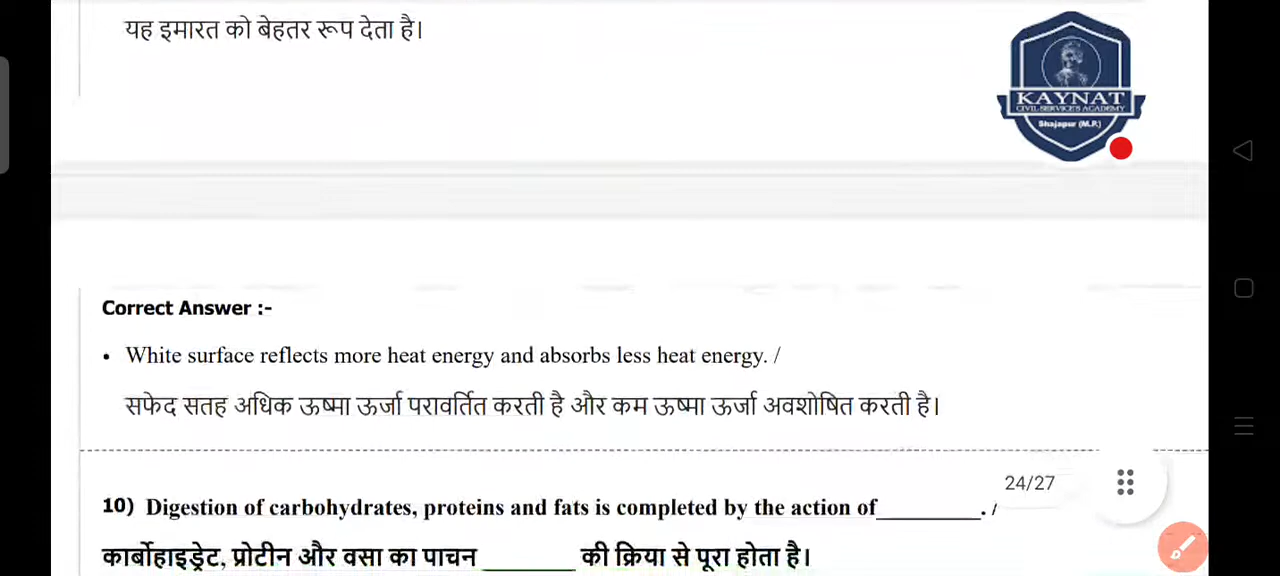 यह इमारत को बेहतर रूप देता है।
KAYNAT
CIVIL SERVICES ACADEMY
Shajapur (M.P.)
Correct Answer :-
• White surface reflects more heat energy and absorbs less heat energy. /
सफेद सतह अधिक ऊष्मा ऊर्जा परावर्तित करती है और कम ऊष्मा ऊर्जा अवशोषित करती है।
24/27
10) Digestion of carbohydrates, proteins and fats is completed by the action of_________. /
कार्बोहाइड्रेट, प्रोटीन और वसा का पाचन ________ की क्रिया से पूरा होता है।